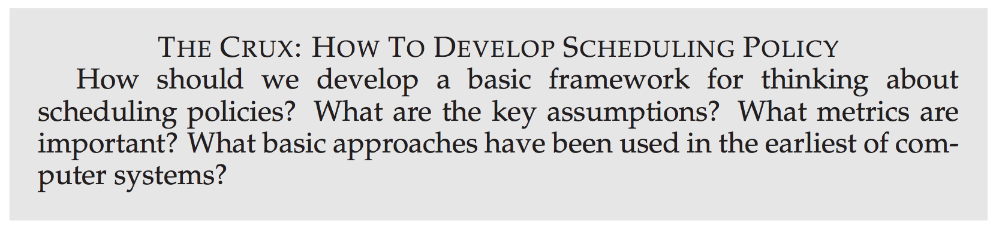 THE CRUX: HOW TO DEVELOP SCHEDULING POLICY
How should we develop a basic framework for thinking about
scheduling policies? What are the key assumptions? What metrics are
important? What basic approaches have been used in the earliest of com-
puter systems?